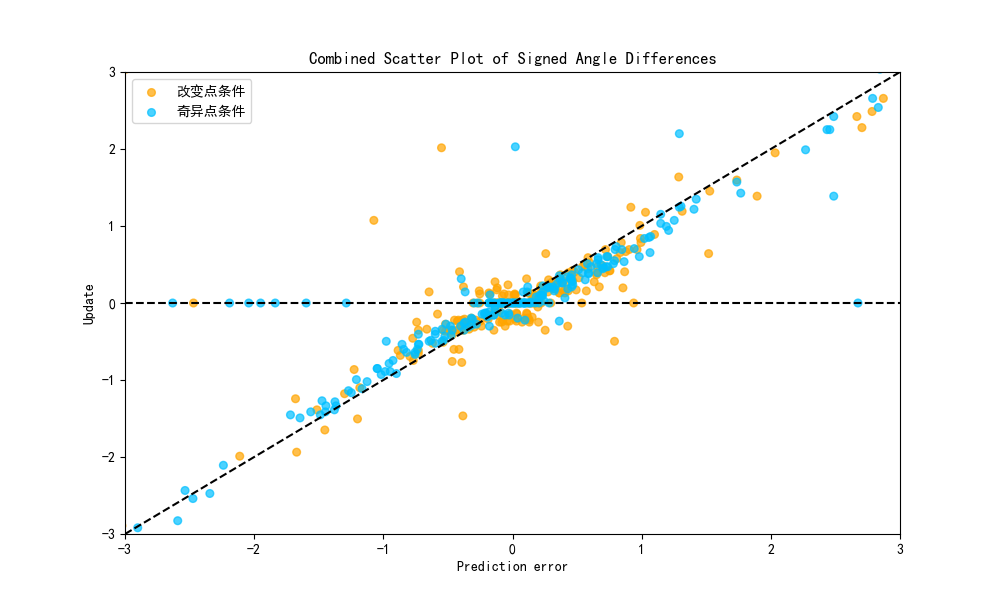 Combined Scatter Plot of Signed Angle Differences
改变点条件
奇异点条件
3
2
1
0
−1
−2
−3
Update
−3 −2 −1 0 1 2 3
Prediction error